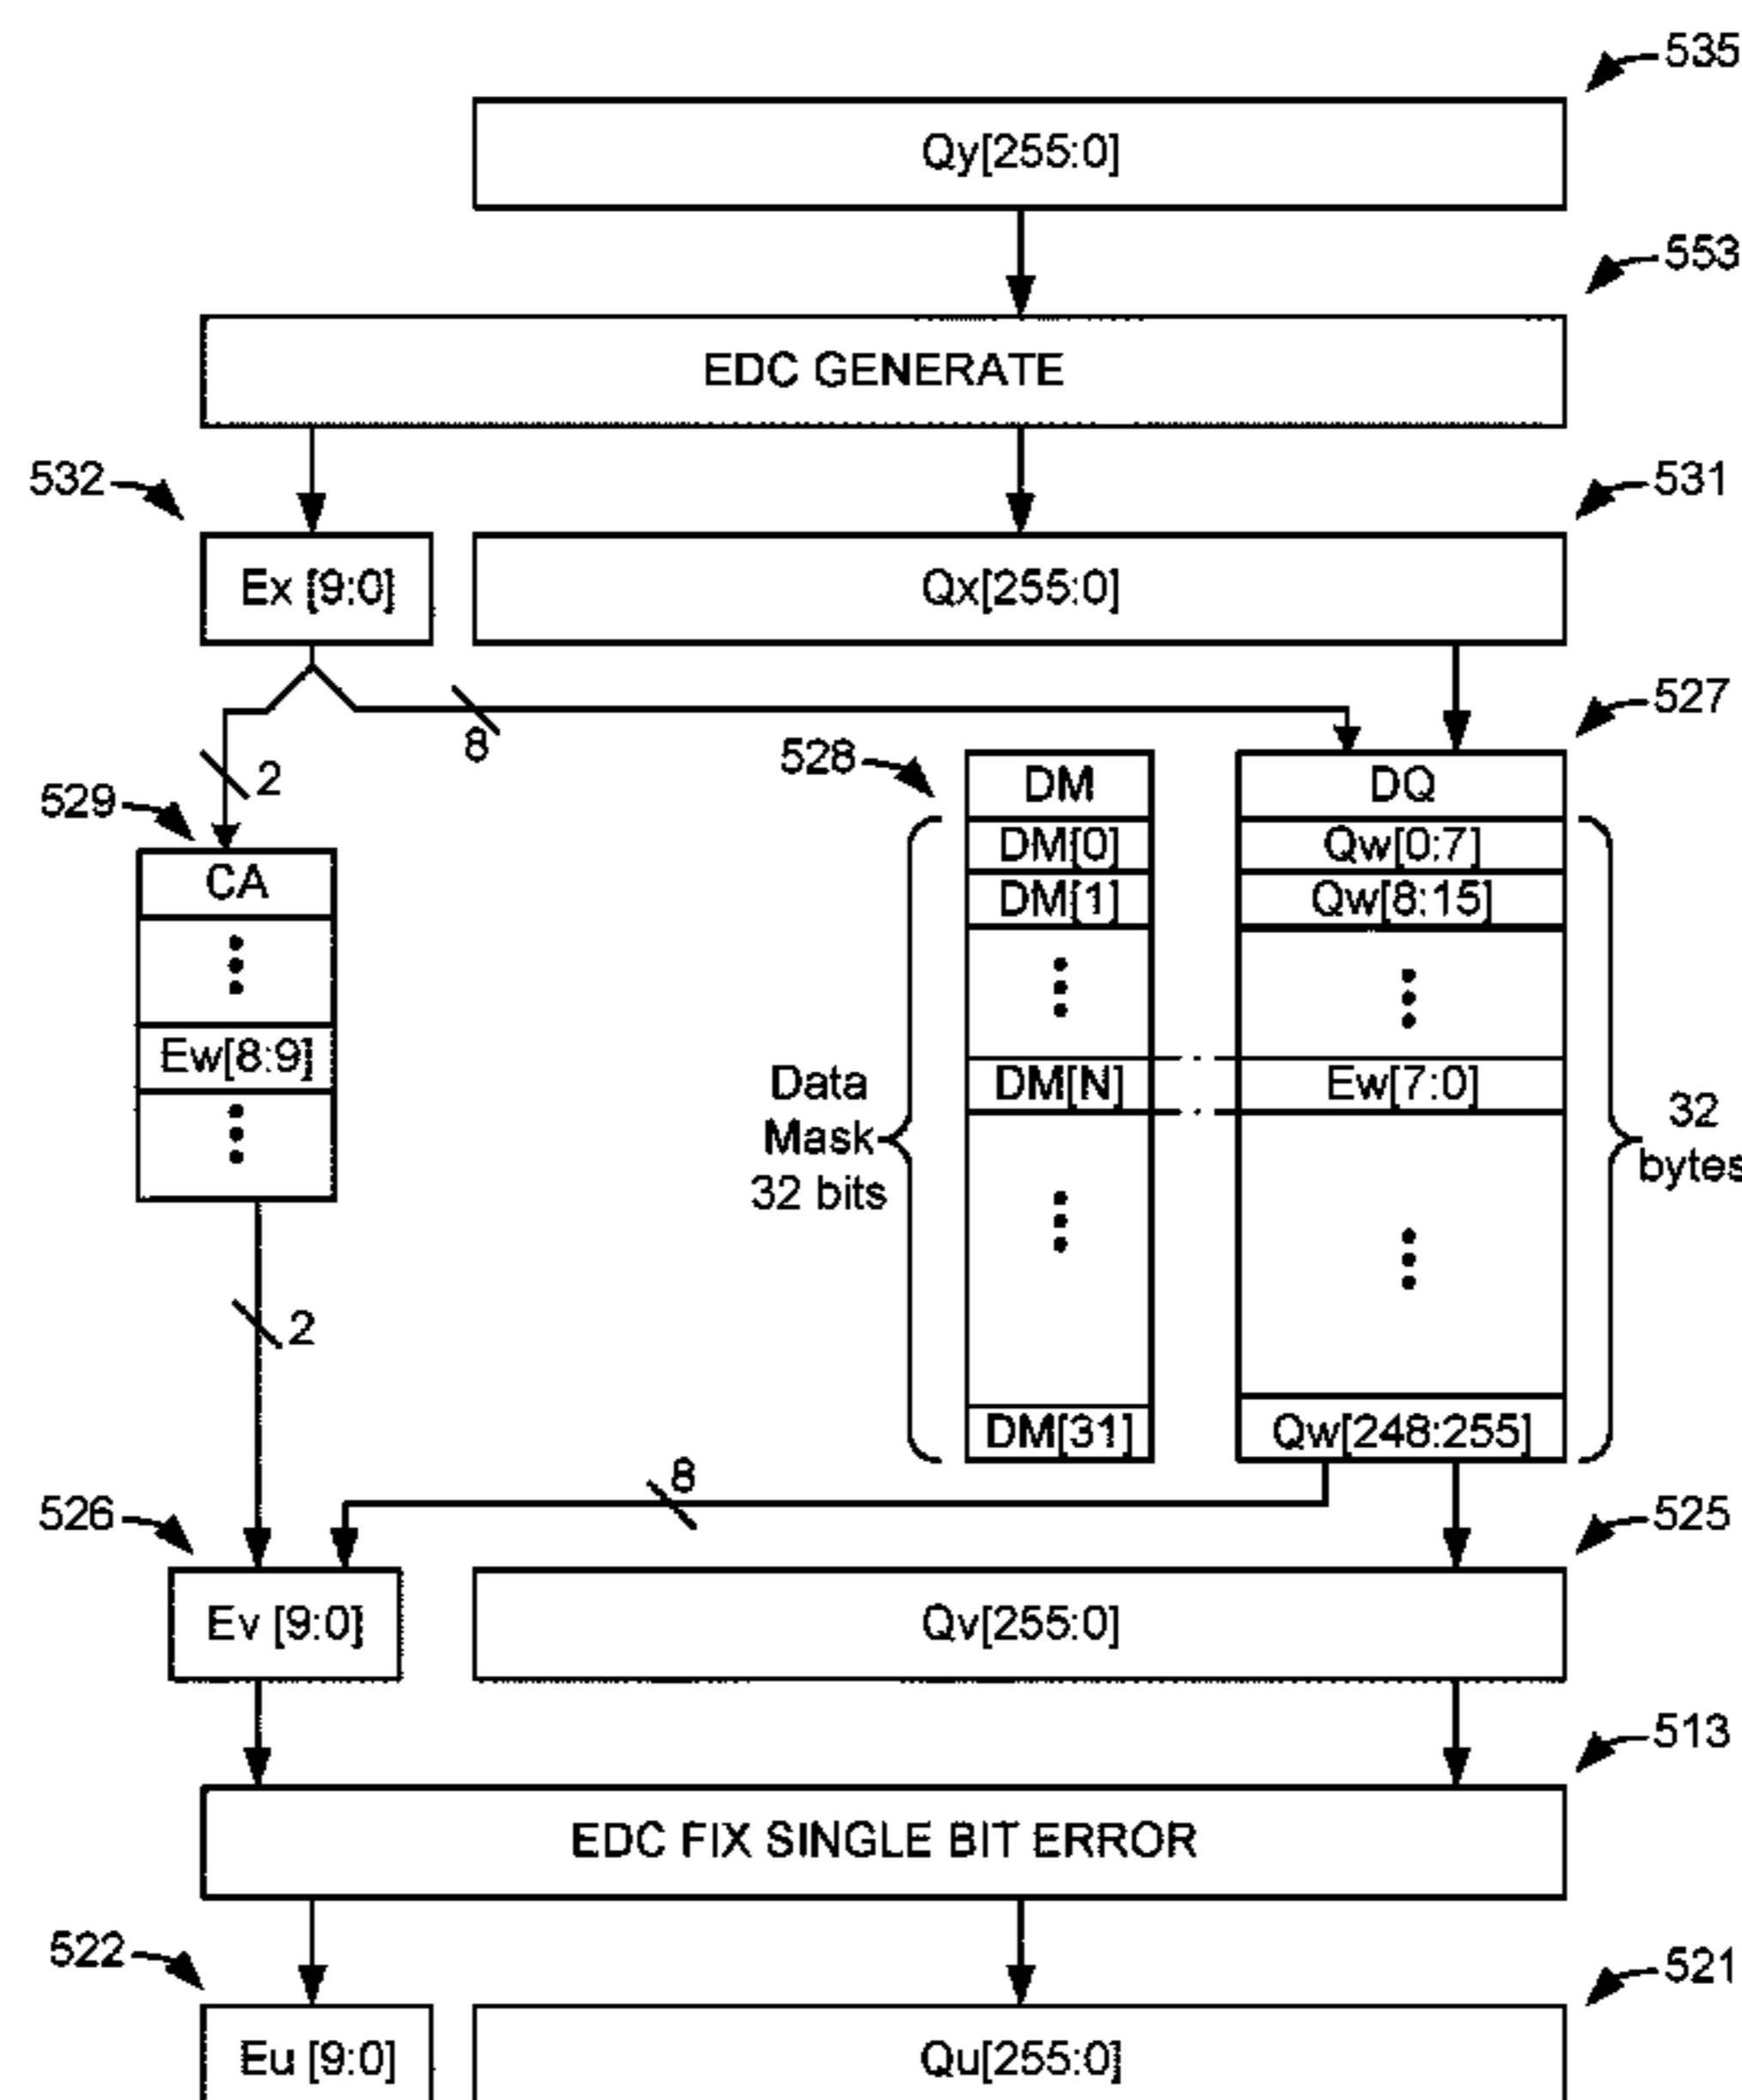 535
Qy[255:0]
553
EDC GENERATE
532
531
Ex [9:0]
Qx[255:0]
527
8
528
2
DM
DQ
529
DM[0]
Qw[0:7]
CA
DM[1]
Qw[8:15]
Ew[8:9]
Data
Mask
32 bits
DM[N]
Ew[7:0]
32
bytes
2
DM[31]
Qw[248:255]
8
526
525
Ev [9:0]
Qv[255:0]
513
EDC FIX SINGLE BIT ERROR
522
521
Eu [9:0]
Qu[255:0]